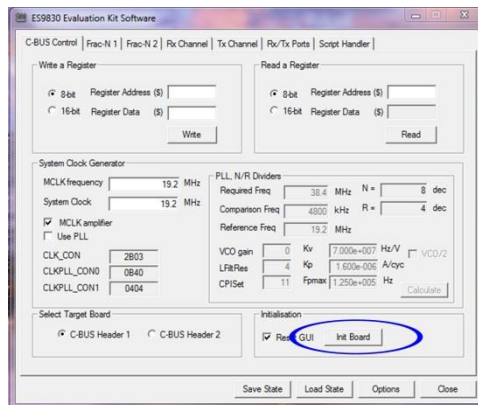 ES9830 Evaluation Kit Software
C-BUS Control Frac-N 1 Frac-N 2 Rx Channel Tx Channel Rx/Tx Ports Script Handler
Write a Register
8-bit Register Address ($)
16-bit Register Data ($)
Write
Read a Register
8-bit Register Address ($)
16-bit Register Data ($)
Read
System Clock Generator
MCLK frequency 19.2 MHz
System Clock 19.2 MHz
MCLK amplifier
Use PLL
CLK_CON 2B03
CLKPLL_CON0 0B40
CLKPLL_CON1 0404
PLL, N/R Dividers
Required Freq 38.4 MHz N = 8 dec
Comparison Freq 4800 kHz R = 4 dec
Reference Freq 19.2 MHz
VCO gain 0 Kv 7.000e+007 Hz/V VCO/2
LFiltRes 4 Kp 1.600e-006 A/cyc
CPISet 11 Fpmax 1.250e+005 Hz
Calculate
Select Target Board
C-BUS Header 1 C-BUS Header 2
Initialisation
GUI Init Board
Save State Load State Options Close